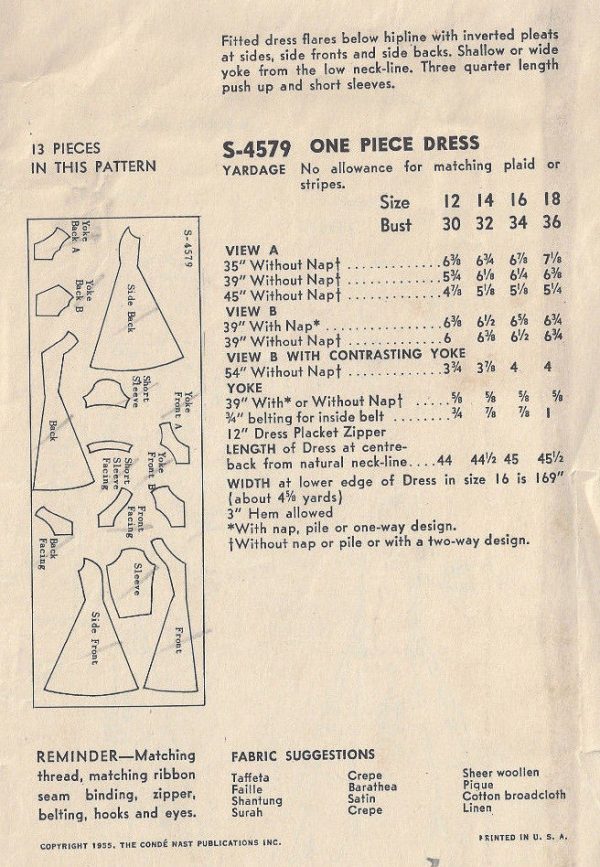 Fitted dress flares below hipline with inverted pleats
at sides, side fronts and side backs. Shallow or wide
yoke from the low neck-line. Three quarter length
push up and short sleeves.
13 PIECES
IN THIS PATTERN
S-4579 ONE PIECE DRESS
YARDAGE No allowance for matching plaid or
stripes.
Size 12 14 16 18
Bust 30 32 34 36
VIEW A
35" Without Nap† ............ 6⅜ 6¾ 6⅞ 7⅛
39" Without Nap† ............ 5¾ 6⅛ 6¼ 6⅜
45" Without Nap† ............ 4⅞ 5⅛ 5⅛ 5¼
VIEW B
39" With Nap* ............... 6⅜ 6½ 6⅝ 6¾
39" Without Nap† ............ 6 6⅜ 6½ 6¾
VIEW B WITH CONTRASTING YOKE
54" Without Nap† ............ 3¾ 3⅞ 4 4
YOKE
39" With* or Without Nap† ..... ⅝ ⅝ ⅝ ⅝
¾" belting for inside belt ....... ¾ ⅞ ⅞ 1
12" Dress Placket Zipper
LENGTH of Dress at centre-
back from natural neck-line....44 44½ 45 45½
WIDTH at lower edge of Dress in size 16 is 169"
(about 4⅝ yards)
3" Hem allowed
*With nap, pile or one-way design.
†Without nap or pile or with a two-way design.
S-4579
Yoke
Back A
Yoke
Back B
Side Back
Back
Short
Sleeve
Yoke
Front A
Short
Sleeve
Facing
Yoke
Front B
Front
Facing
Back
Facing
Sleeve
Side Front
Front
REMINDER—Matching
thread, matching ribbon
seam binding, zipper,
belting, hooks and eyes.
FABRIC SUGGESTIONS
Taffeta
Faille
Shantung
Surah
Crepe
Barathea
Satin
Crepe
Sheer woollen
Pique
Cotton broadcloth
Linen
COPYRIGHT 1955, THE CONDÉ NAST PUBLICATIONS INC.
PRINTED IN U. S. A.